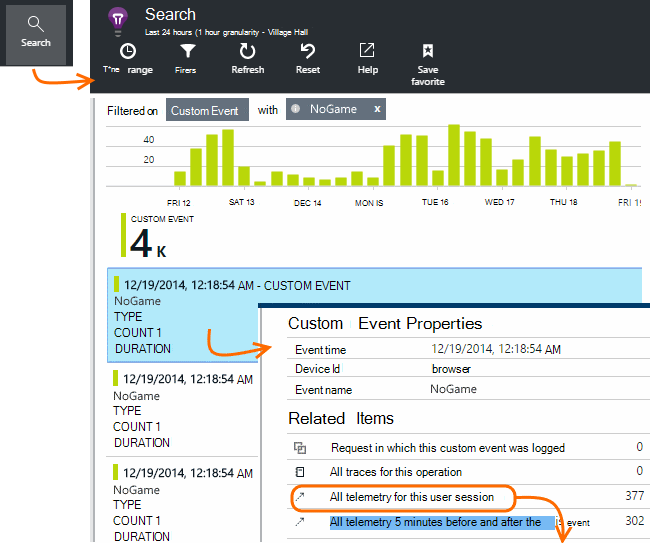 Search
Search
Last 24 hours (1 hour granularity - Village Hall
T*ne range
Firers
Refresh
Reset
Help
Save
favorite
Filtered on Custom Event with NoGame x
40
20
FRI 12 SAT 13 DEC 14 MON IS TUE 16 WED 17 THU 18 FRI 19
CUSTOM EVENT
4 K
12/19/2014, 12:18:54 AM - CUSTOM EVENT
NoGame
TYPE
COUNT 1
DURATION
12/19/2014, 12:18:54 AM
NoGame
TYPE
COUNT 1
DURATION
12/19/2014, 12:18:54 AM
NoGame
TYPE
COUNT 1
DURATION
Custom Event Properties
Event time 12/19/2014, 12:18:54 AM
Device Id browser
Event name NoGame
Related Items
Request in which this custom event was logged 0
All traces for this operation 0
All telemetry for this user session 377
All telemetry 5 minutes before and after the is event 302